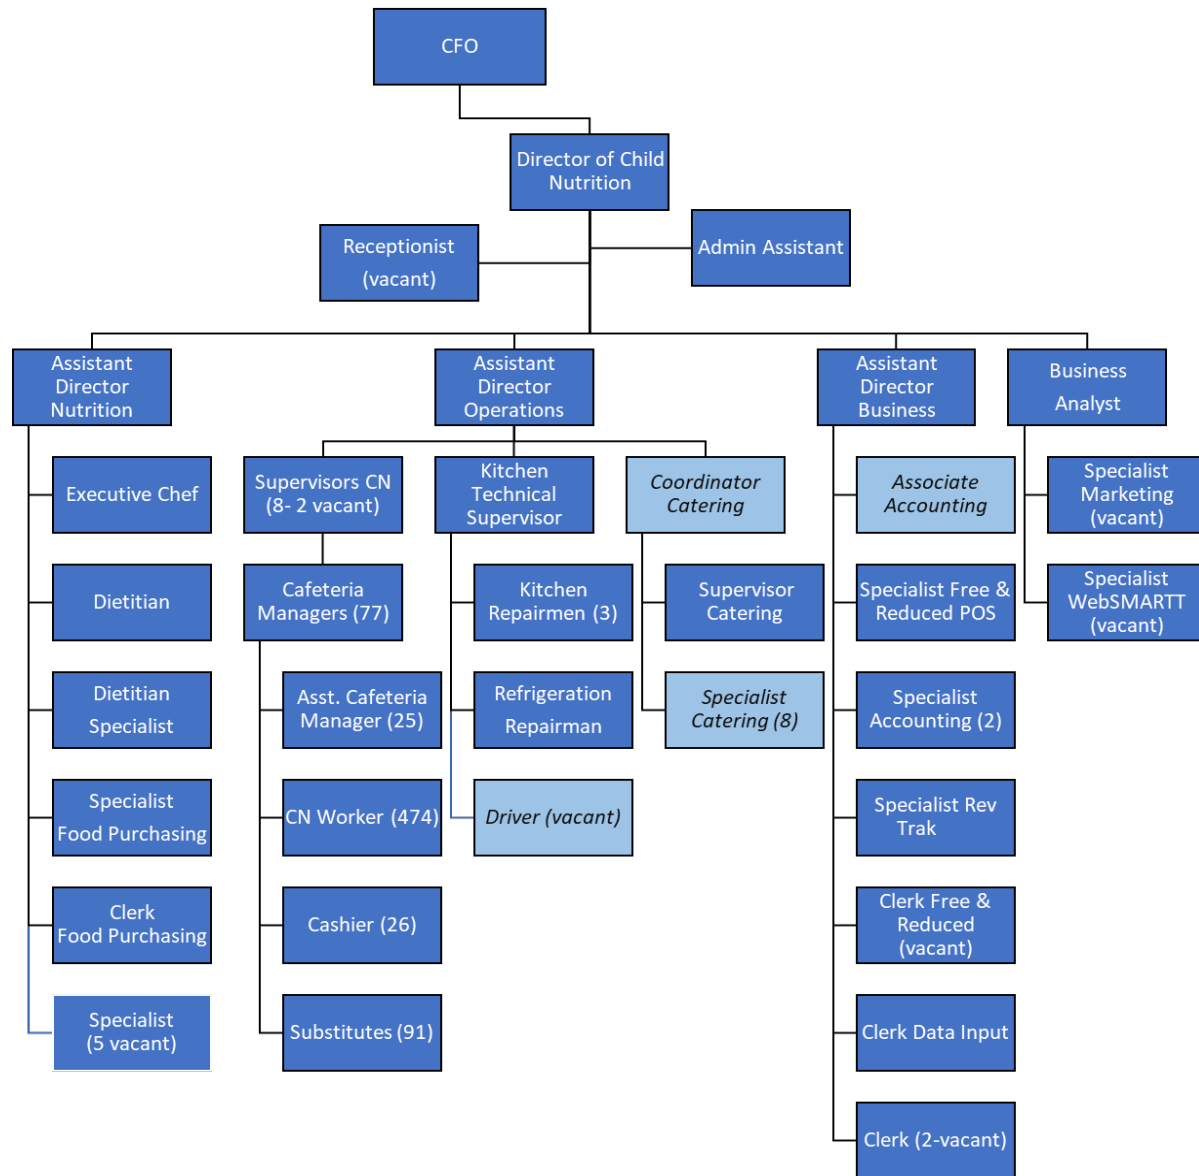 CFO
Director of Child
Nutrition
Receptionist
(vacant)
Admin Assistant
Assistant
Director
Nutrition
Assistant
Director
Operations
Assistant
Director
Business
Business
Analyst
Executive Chef
Dietitian
Dietitian
Specialist
Specialist
Food Purchasing
Clerk
Food Purchasing
Specialist
(5 vacant)
Supervisors CN
(8- 2 vacant)
Cafeteria
Managers (77)
Asst. Cafeteria
Manager (25)
CN Worker (474)
Cashier (26)
Substitutes (91)
Kitchen
Technical
Supervisor
Kitchen
Repairmen (3)
Refrigeration
Repairman
Driver (vacant)
Coordinator
Catering
Supervisor
Catering
Specialist
Catering (8)
Associate
Accounting
Specialist Free &
Reduced POS
Specialist
Accounting (2)
Specialist Rev
Trak
Clerk Free &
Reduced
(vacant)
Clerk Data Input
Clerk (2-vacant)
Specialist
Marketing
(vacant)
Specialist
WebSMARTT
(vacant)